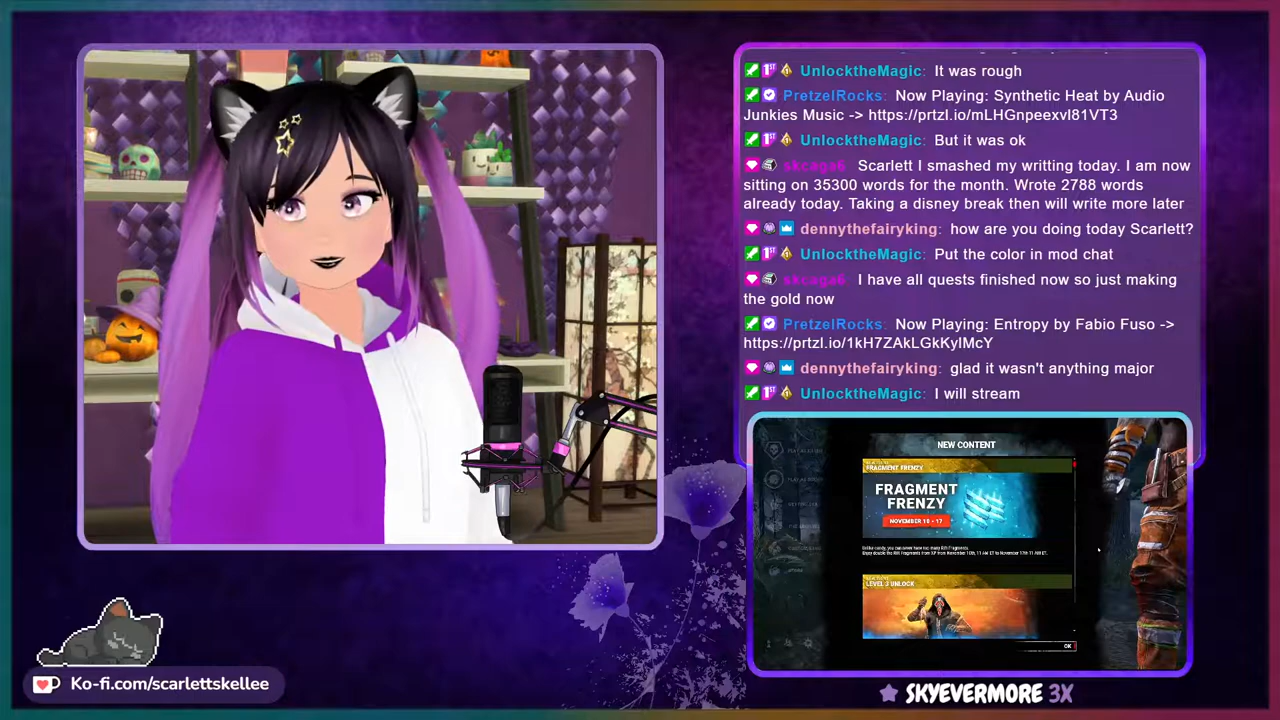 UnlocktheMagic: It was rough
PretzelRocks: Now Playing: Synthetic Heat by Audio
Junkies Music -> https://prtzl.io/mLHGnpeexvI81VT3
UnlocktheMagic: But it was ok
skcaga6 Scarlett I smashed my writting today. I am now
sitting on 35300 words for the month. Wrote 2788 words
already today. Taking a disney break then will write more later
dennythefairyking: how are you doing today Scarlett?
UnlocktheMagic: Put the color in mod chat
skcaga6 I have all quests finished now so just making
the gold now
PretzelRocks: Now Playing: Entropy by Fabio Fuso ->
https://prtzl.io/1kH7ZAkLGkKylMcY
dennythefairyking: glad it wasn't anything major
UnlocktheMagic: I will stream
NEW CONTENT
FRAGMENT FRENZY
FRAGMENT
FRENZY
LEVEL 3 UNLOCK
OK
Ko-fi.com/scarlettskellee
SKYEVERMORE 3X